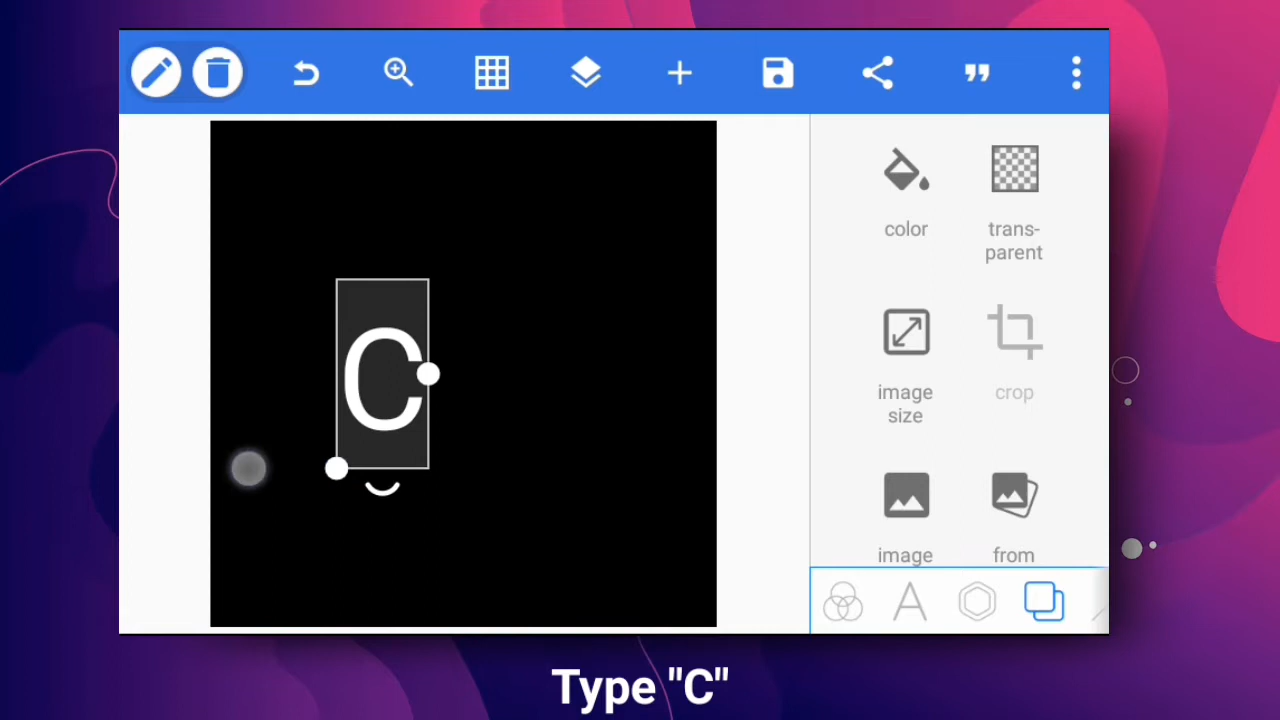 C
color
trans-
parent
image
size
crop
image
from
Type "C"